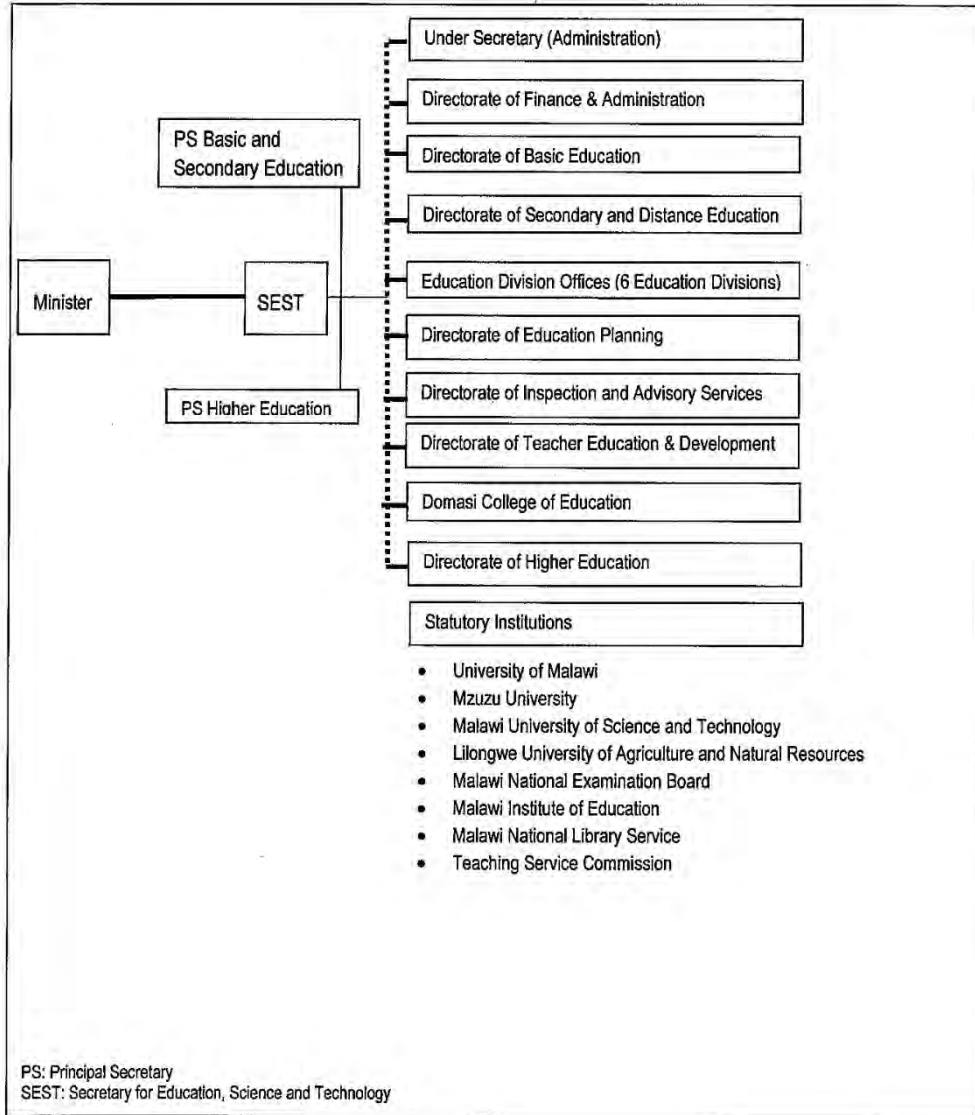 Under Secretary (Administration)
Directorate of Finance & Administration
PS Basic and
Secondary Education
Directorate of Basic Education
Directorate of Secondary and Distance Education
Minister
SEST
Education Division Offices (6 Education Divisions)
Directorate of Education Planning
PS Higher Education
Directorate of Inspection and Advisory Services
Directorate of Teacher Education & Development
Domasi College of Education
Directorate of Higher Education
Statutory Institutions
• University of Malawi
• Mzuzu University
• Malawi University of Science and Technology
• Lilongwe University of Agriculture and Natural Resources
• Malawi National Examination Board
• Malawi Institute of Education
• Malawi National Library Service
• Teaching Service Commission
PS: Principal Secretary
SEST: Secretary for Education, Science and Technology